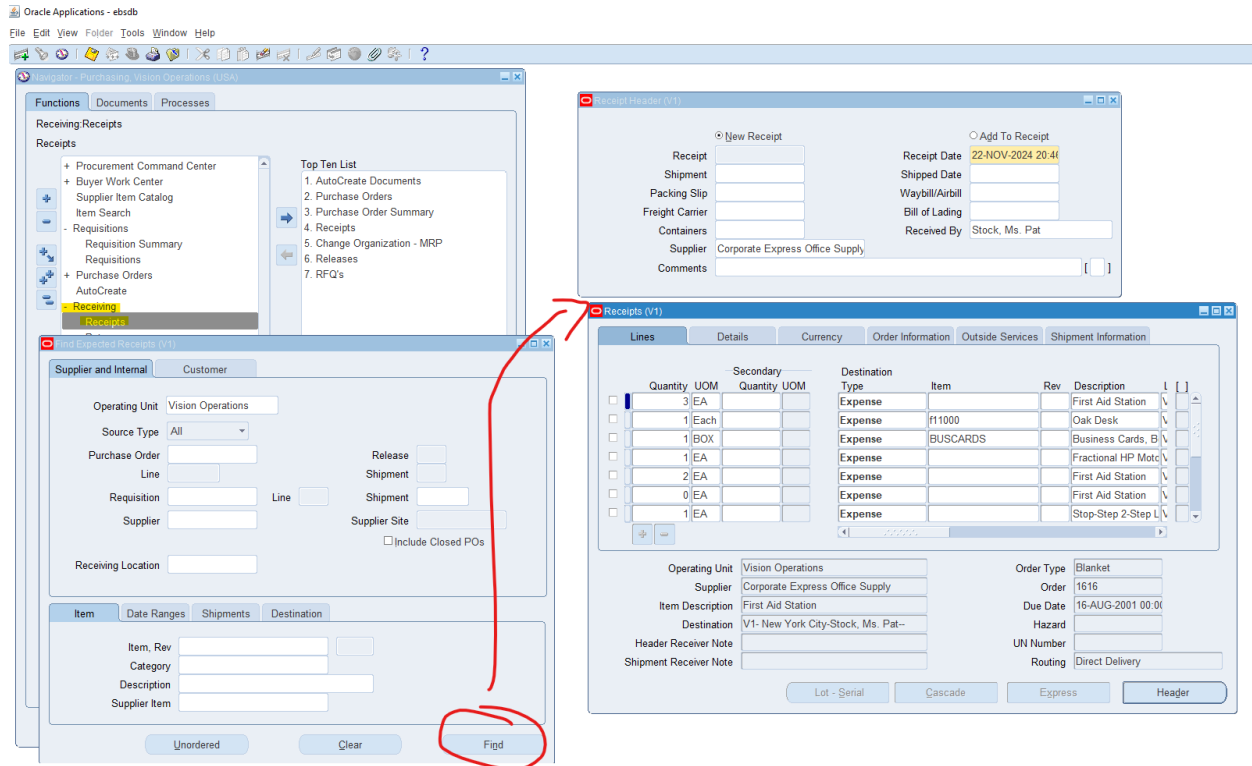 Oracle Applications - ebsdb
File Edit View Folder Tools Window Help
Navigator - Purchasing, Vision Operations (USA)
Functions Documents Processes
Receiving:Receipts
Receipts
+ Procurement Command Center
+ Buyer Work Center
Supplier Item Catalog
Item Search
- Requisitions
Requisition Summary
Requisitions
+ Purchase Orders
AutoCreate
- Receiving
Receipts
Top Ten List
1. AutoCreate Documents
2. Purchase Orders
3. Purchase Order Summary
4. Receipts
5. Change Organization - MRP
6. Releases
7. RFQ's
Find Expected Receipts (V1)
Supplier and Internal Customer
Operating Unit Vision Operations
Source Type All
Purchase Order Release
Line Shipment
Requisition Line Shipment
Supplier Supplier Site
Include Closed POs
Receiving Location
Item Date Ranges Shipments Destination
Item, Rev
Category
Description
Supplier Item
Unordered Clear Find
Receipt Header (V1)
New Receipt Add To Receipt
Receipt Receipt Date 22-NOV-2024 20:46
Shipment Shipped Date
Packing Slip Waybill/Airbill
Freight Carrier Bill of Lading
Containers Received By Stock, Ms. Pat
Supplier Corporate Express Office Supply
Comments [ ]
Receipts (V1)
Lines Details Currency Order Information Outside Services Shipment Information
Secondary Destination
Quantity UOM Quantity UOM Type Item Rev Description L [ ]
3 EA Expense First Aid Station V
1 Each Expense f11000 Oak Desk V
1 BOX Expense BUSCARDS Business Cards, B V
1 EA Expense Fractional HP Moto V
2 EA Expense First Aid Station V
0 EA Expense First Aid Station V
1 EA Expense Stop-Step 2-Step L V
Operating Unit Vision Operations Order Type Blanket
Supplier Corporate Express Office Supply Order 1616
Item Description First Aid Station Due Date 16-AUG-2001 00:00
Destination V1- New York City-Stock, Ms. Pat-- Hazard
Header Receiver Note UN Number
Shipment Receiver Note Routing Direct Delivery
Lot - Serial Cascade Express Header